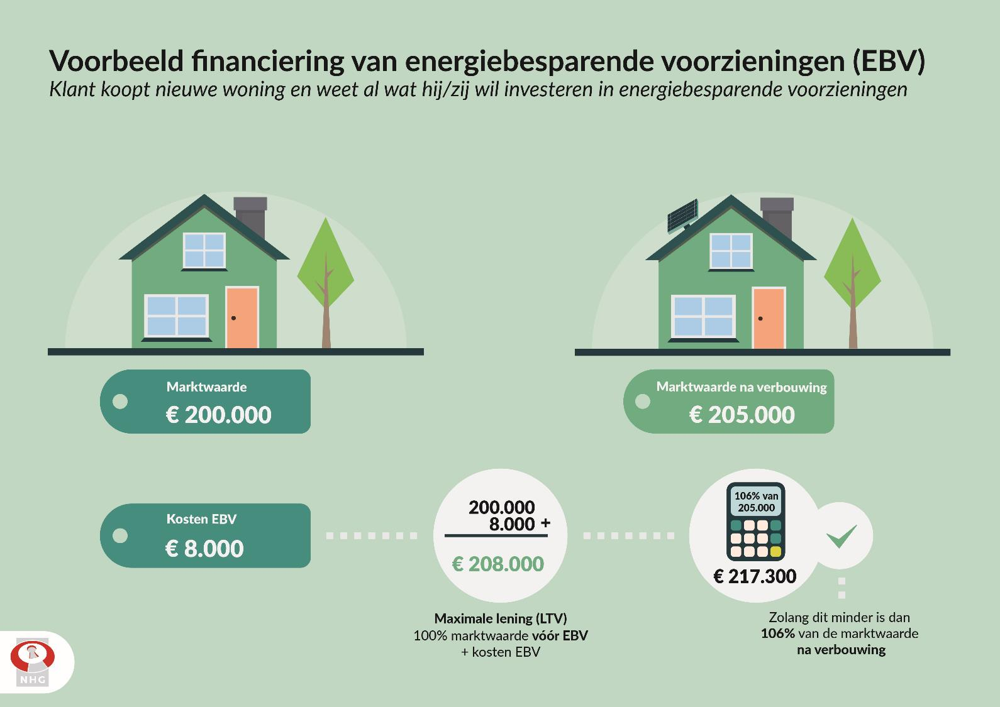 Voorbeeld financiering van energiebesparende voorzieningen (EBV)
Klant koopt nieuwe woning en weet al wat hij/zij wil investeren in energiebesparende voorzieningen
Marktwaarde
€ 200.000
Marktwaarde na verbouwing
€ 205.000
Kosten EBV
€ 8.000
200.000
8.000 +
€ 208.000
Maximale lening (LTV)
100% marktwaarde vóór EBV
+ kosten EBV
106% van
205.000
€ 217.300
Zolang dit minder is dan
106% van de marktwaarde
na verbouwing
NHG